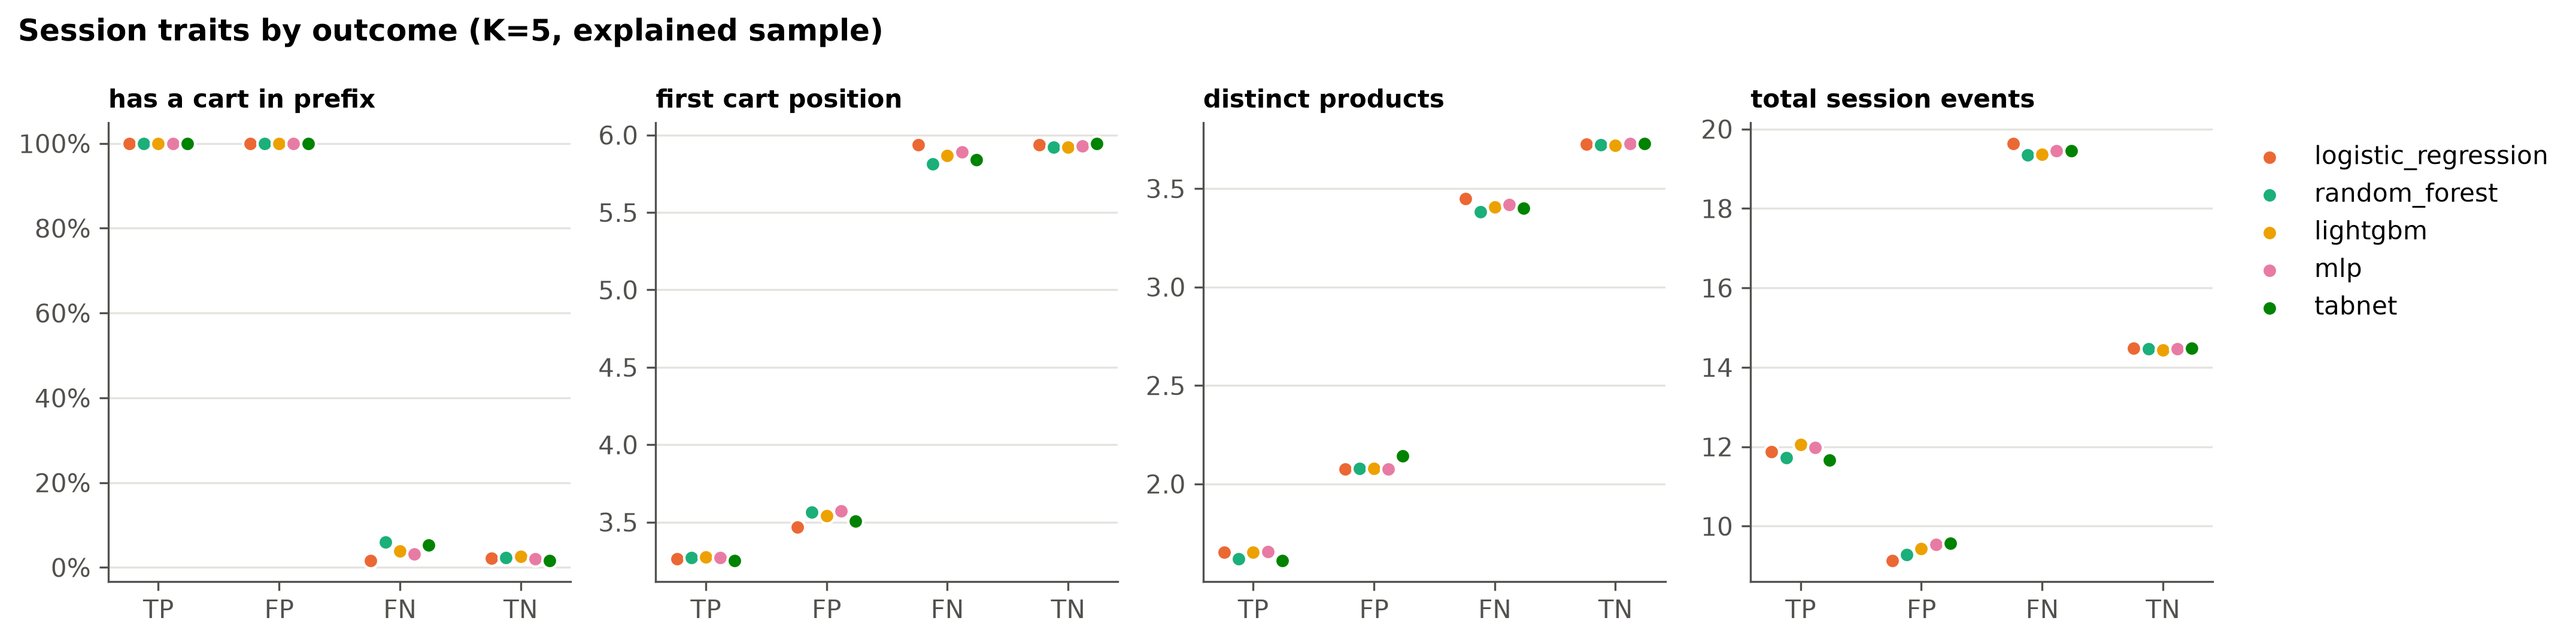 Session traits by outcome (K=5, explained sample)
has a cart in prefix
100%
80%
60%
40%
20%
0%
TP FP FN TN
first cart position
6.0
5.5
5.0
4.5
4.0
3.5
TP FP FN TN
distinct products
3.5
3.0
2.5
2.0
TP FP FN TN
total session events
20
18
16
14
12
10
TP FP FN TN
logistic_regression
random_forest
lightgbm
mlp
tabnet